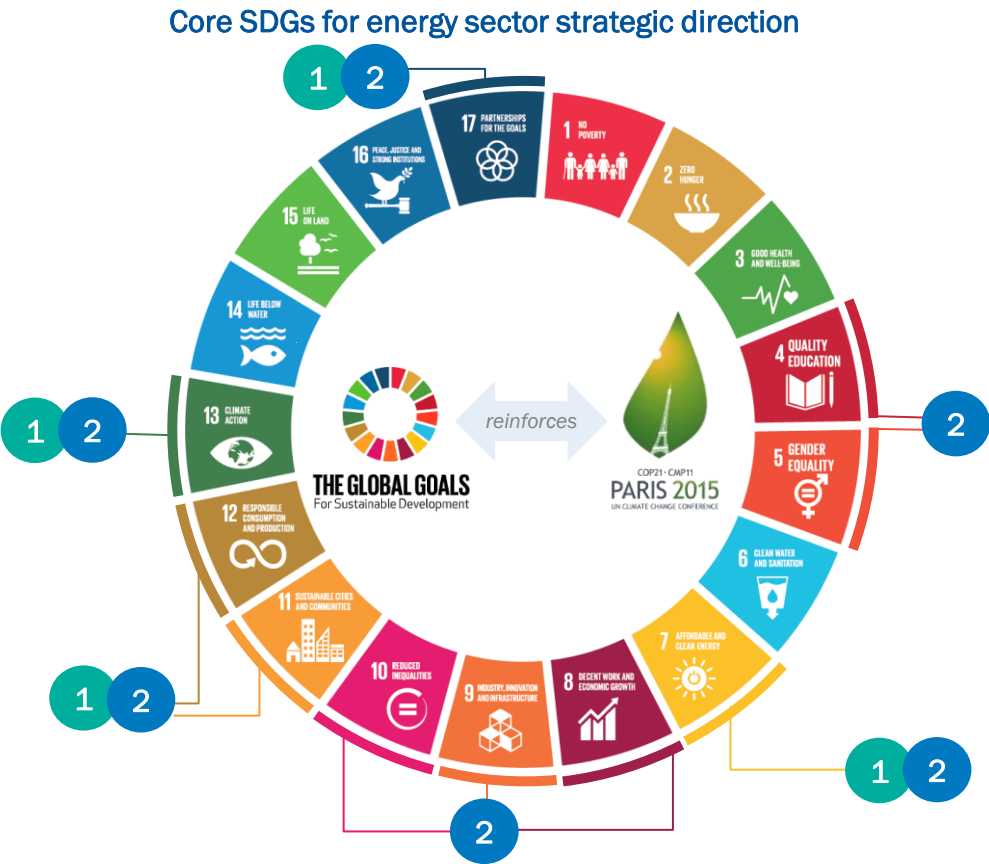 Core SDGs for energy sector strategic direction
1 2
17 PARTNERSHIPS
FOR THE GOALS
1 NO
POVERTY
2 ZERO
HUNGER
3 GOOD HEALTH
AND WELL-BEING
4 QUALITY
EDUCATION
2
5 GENDER
EQUALITY
6 CLEAN WATER
AND SANITATION
7 AFFORDABLE AND
CLEAN ENERGY
1 2
8 DECENT WORK AND
ECONOMIC GROWTH
9 INDUSTRY, INNOVATION
AND INFRASTRUCTURE
2
10 REDUCED
INEQUALITIES
11 SUSTAINABLE CITIES
AND COMMUNITIES
12 RESPONSIBLE
CONSUMPTION
AND PRODUCTION
1 2
13 CLIMATE
ACTION
1 2
14 LIFE BELOW
WATER
15 LIFE
ON LAND
16 PEACE, JUSTICE AND
STRONG INSTITUTIONS
THE GLOBAL GOALS
For Sustainable Development
reinforces
COP21·CMP11
PARIS 2015
UN CLIMATE CHANGE CONFERENCE